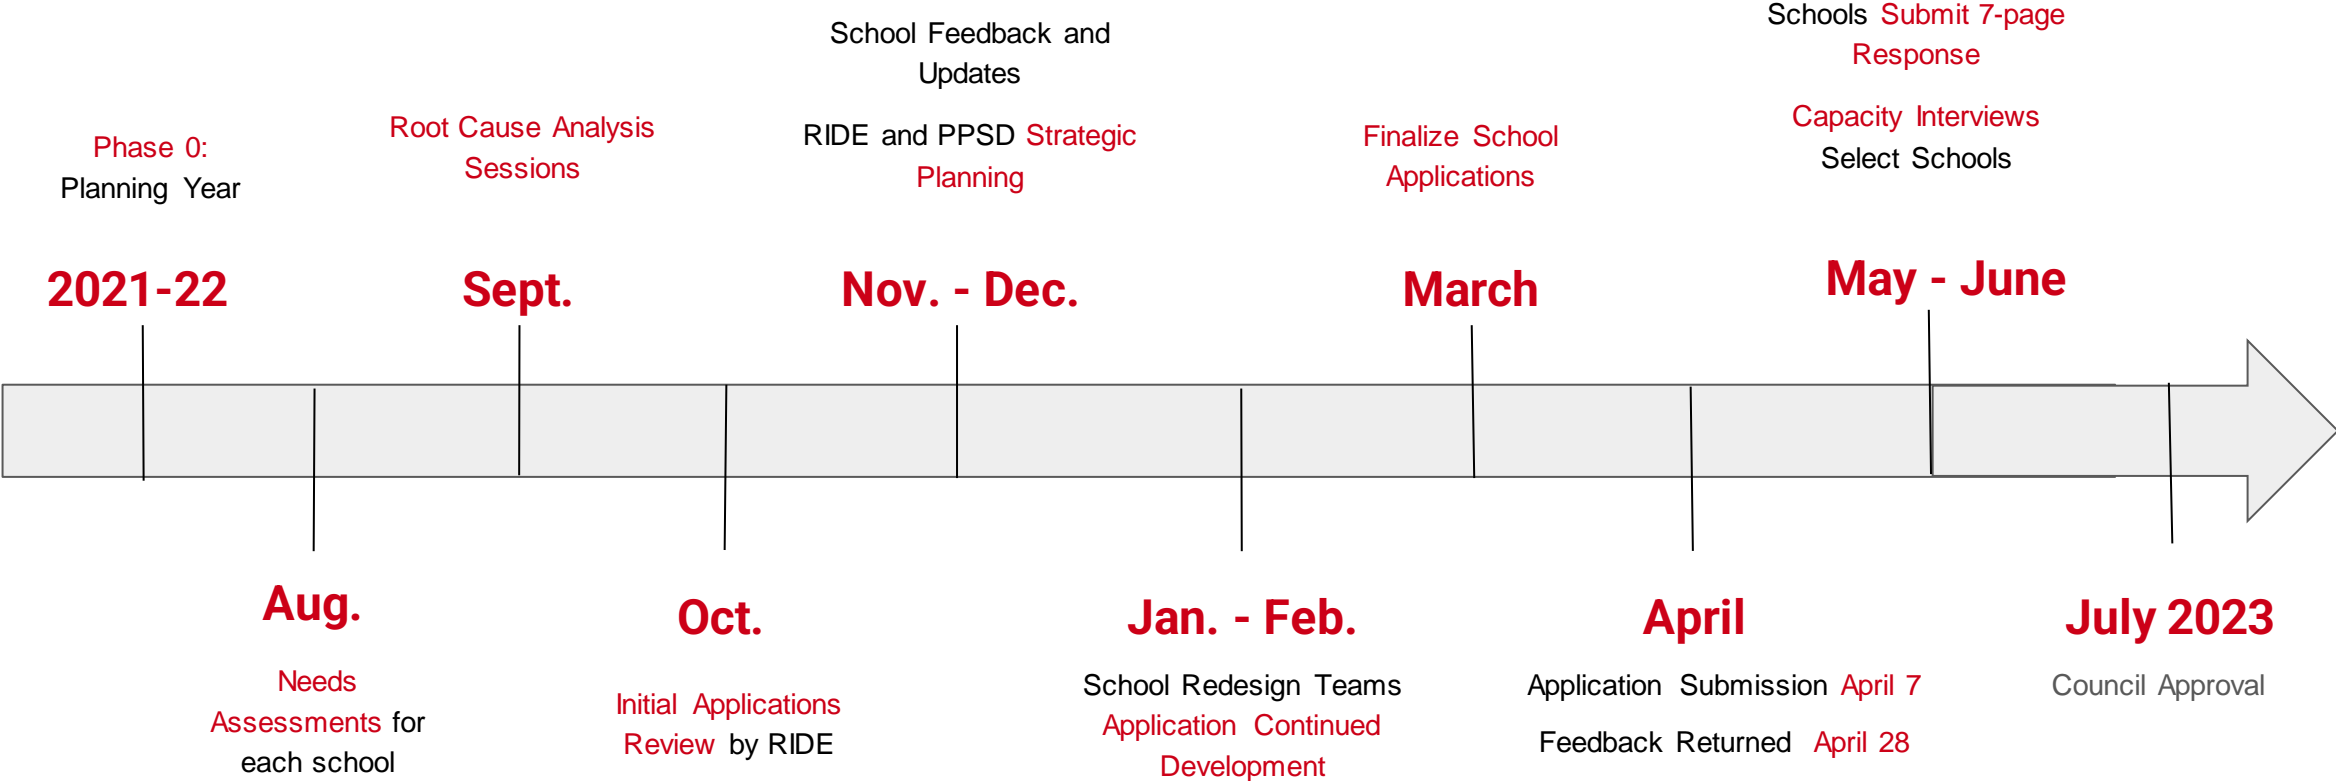 Phase 0:
Planning Year
2021-22
Aug.
Needs
Assessments for
each school
Root Cause Analysis
Sessions
Sept.
Oct.
Initial Applications
Review by RIDE
School Feedback and
Updates
RIDE and PPSD Strategic
Planning
Nov. - Dec.
Jan. - Feb.
School Redesign Teams
Application Continued
Development
Finalize School
Applications
March
April
Application Submission April 7
Feedback Returned April 28
Schools Submit 7-page
Response
Capacity Interviews
Select Schools
May - June
July 2023
Council Approval